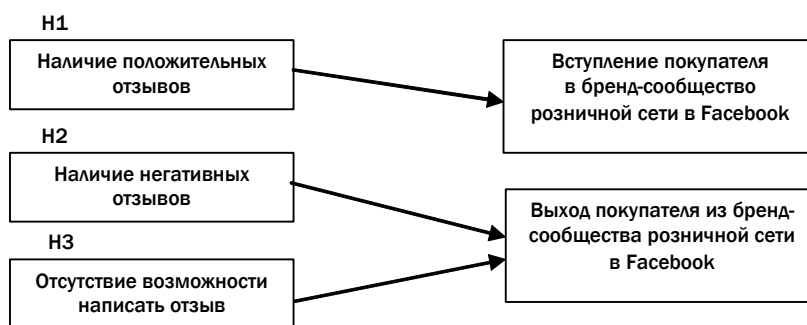 H1
Наличие положительных
отзывов
Вступление покупателя
в бренд-сообщество
розничной сети в Facebook
H2
Наличие негативных
отзывов
Выход покупателя из бренд-
сообщества розничной сети
в Facebook
H3
Отсутствие возможности
написать отзыв